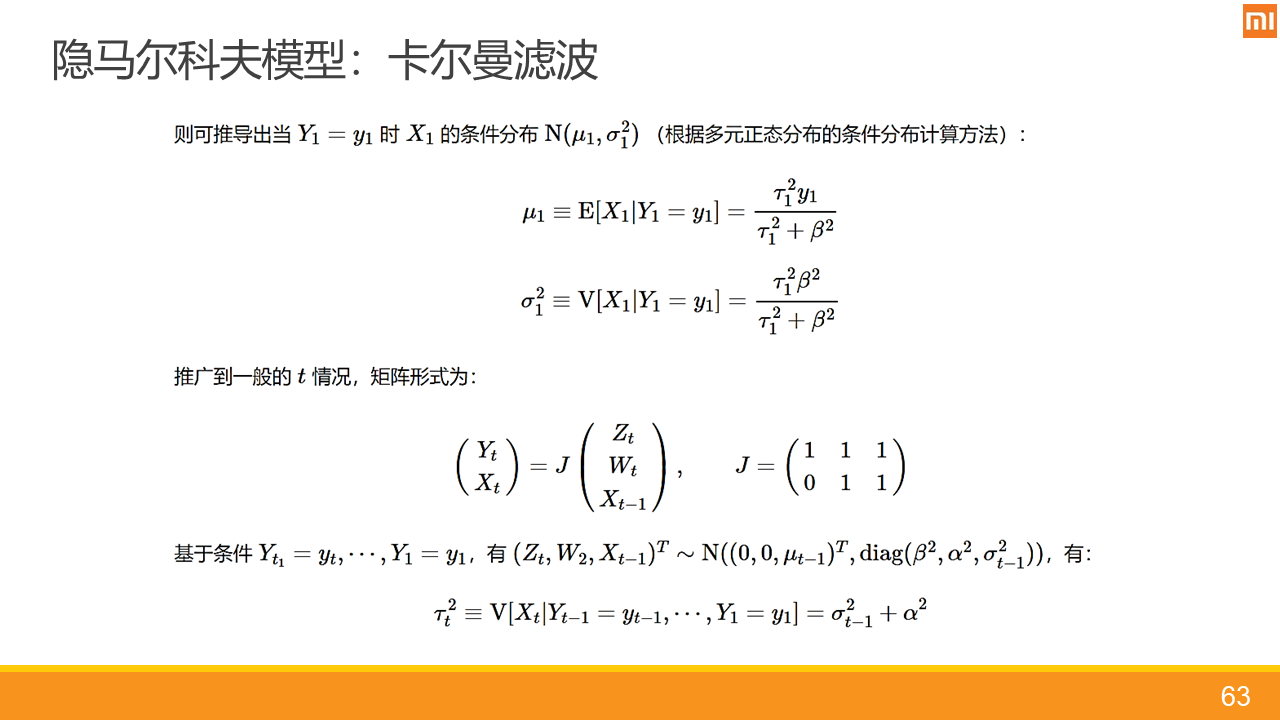 mi
隐马尔科夫模型：卡尔曼滤波
则可推导出当 $Y_1 = y_1$ 时 $X_1$ 的条件分布 $\mathrm{N}(\mu_1, \sigma_1^2)$ （根据多元正态分布的条件分布计算方法）:
$\mu_1 \equiv \mathrm{E}[X_1|Y_1 = y_1] = \frac{\tau_1^2 y_1}{\tau_1^2 + \beta^2}$
$\sigma_1^2 \equiv \mathrm{V}[X_1|Y_1 = y_1] = \frac{\tau_1^2 \beta^2}{\tau_1^2 + \beta^2}$
推广到一般的 $t$ 情况，矩阵形式为:
$\begin{pmatrix} Y_t \\ X_t \end{pmatrix} = J \begin{pmatrix} Z_t \\ W_t \\ X_{t-1} \end{pmatrix}, \quad J = \begin{pmatrix} 1 & 1 & 1 \\ 0 & 1 & 1 \end{pmatrix}$
基于条件 $Y_{t_1} = y_t, \cdots, Y_1 = y_1$，有 $(Z_t, W_2, X_{t-1})^T \sim \mathrm{N}((0, 0, \mu_{t-1})^T, \mathrm{diag}(\beta^2, \alpha^2, \sigma_{t-1}^2))$，有:
$\tau_t^2 \equiv \mathrm{V}[X_t|Y_{t-1} = y_{t-1}, \cdots, Y_1 = y_1] = \sigma_{t-1}^2 + \alpha^2$
63